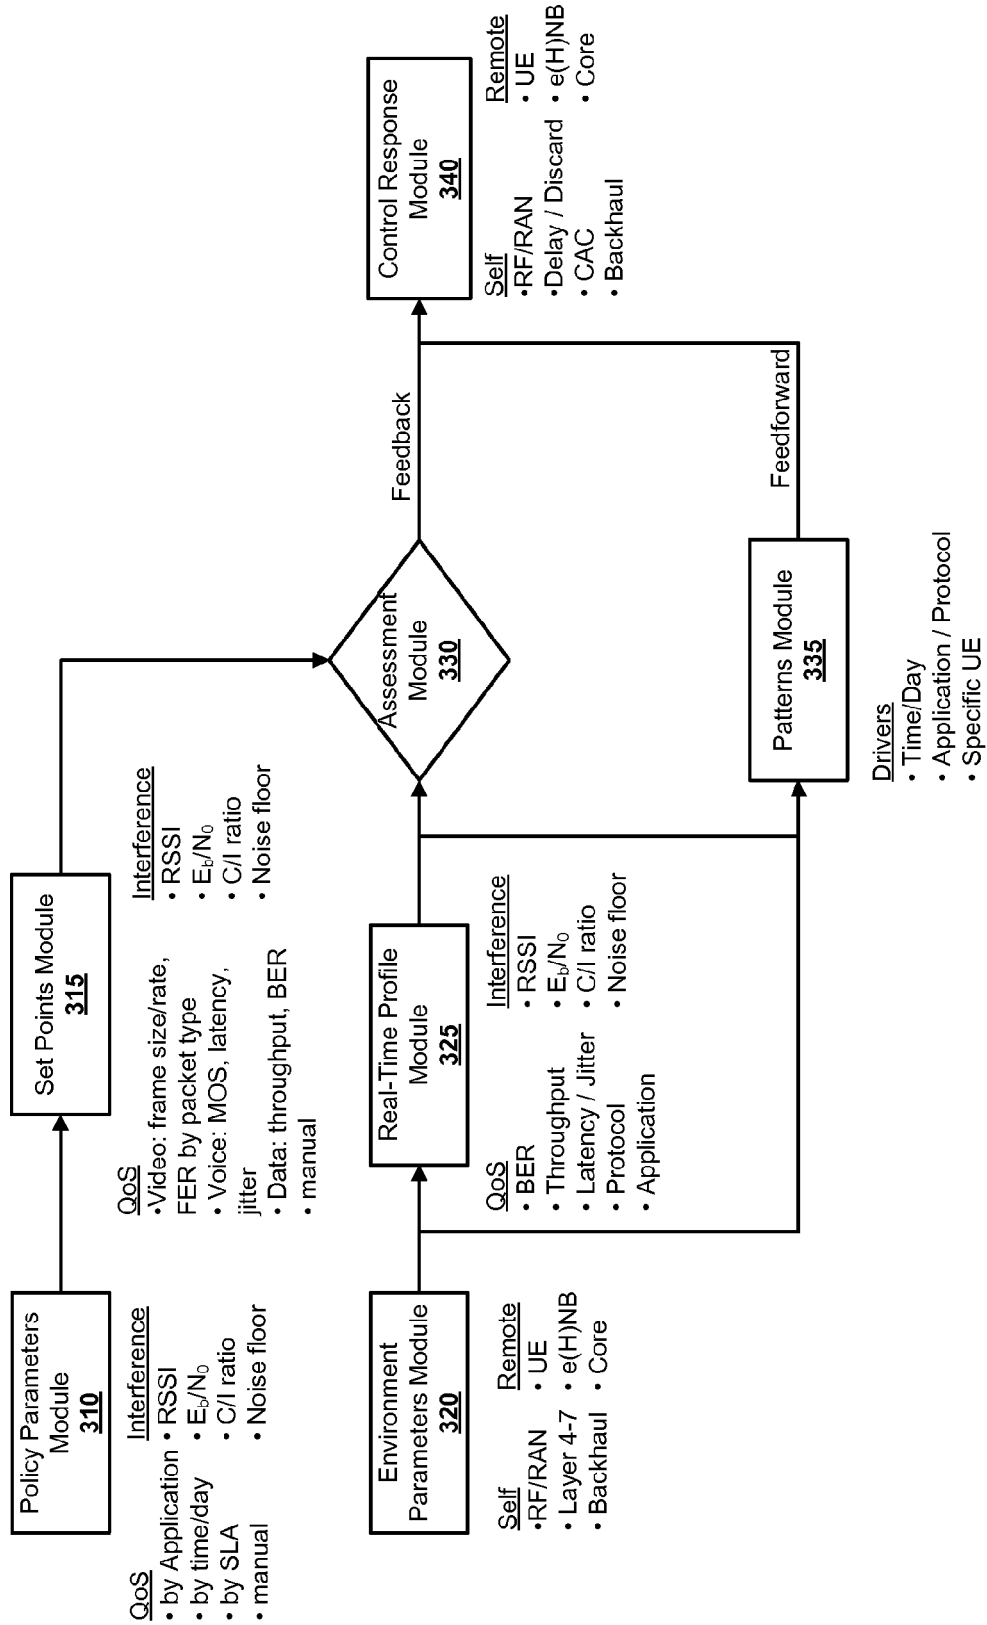 Policy Parameters
Module
310
QoS
• by Application
• by time/day
• by SLA
• manual
Interference
• RSSI
• Eb/N0
• C/I ratio
• Noise floor
Set Points Module
315
QoS
• Video: frame size/rate,
FER by packet type
• Voice: MOS, latency,
jitter
• Data: throughput, BER
• manual
Interference
• RSSI
• Eb/N0
• C/I ratio
• Noise floor
Environment
Parameters Module
320
Self
• RF/RAN
• Layer 4-7
• Backhaul
Remote
• UE
• e(H)NB
• Core
Real-Time Profile
Module
325
QoS
• BER
• Throughput
• Latency / Jitter
• Protocol
• Application
Interference
• RSSI
• Eb/N0
• C/I ratio
• Noise floor
Assessment
Module
330
Feedback
Patterns Module
335
Drivers
• Time/Day
• Application / Protocol
• Specific UE
Feedforward
Control Response
Module
340
Self
• RF/RAN
• Delay / Discard
• CAC
• Backhaul
Remote
• UE
• e(H)NB
• Core